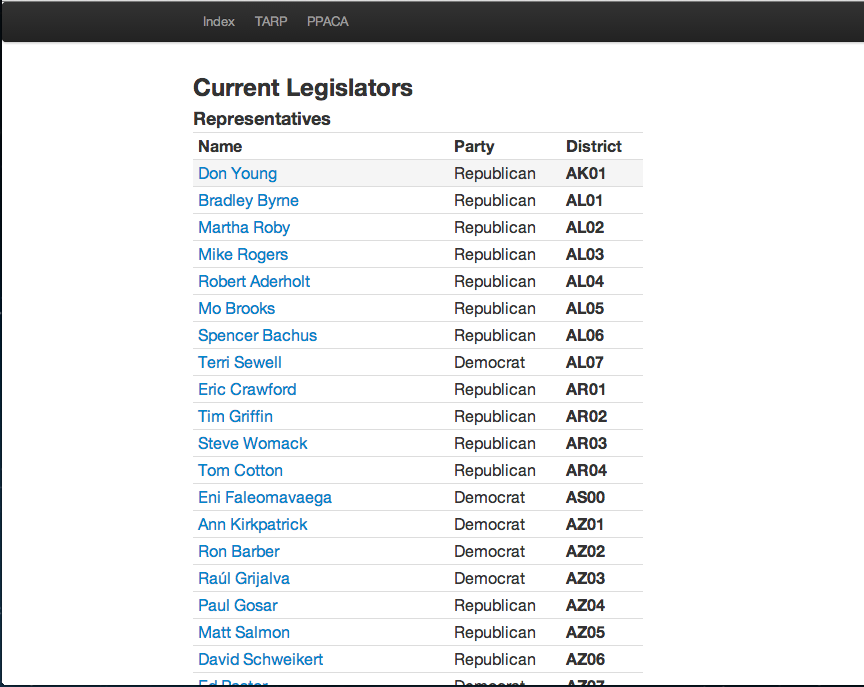 Index TARP PPACA
Current Legislators
Representatives
Name Party District
Don Young Republican AK01
Bradley Byrne Republican AL01
Martha Roby Republican AL02
Mike Rogers Republican AL03
Robert Aderholt Republican AL04
Mo Brooks Republican AL05
Spencer Bachus Republican AL06
Terri Sewell Democrat AL07
Eric Crawford Republican AR01
Tim Griffin Republican AR02
Steve Womack Republican AR03
Tom Cotton Republican AR04
Eni Faleomavaega Democrat AS00
Ann Kirkpatrick Democrat AZ01
Ron Barber Democrat AZ02
Raúl Grijalva Democrat AZ03
Paul Gosar Republican AZ04
Matt Salmon Republican AZ05
David Schweikert Republican AZ06
Ed Pastor Democrat AZ07